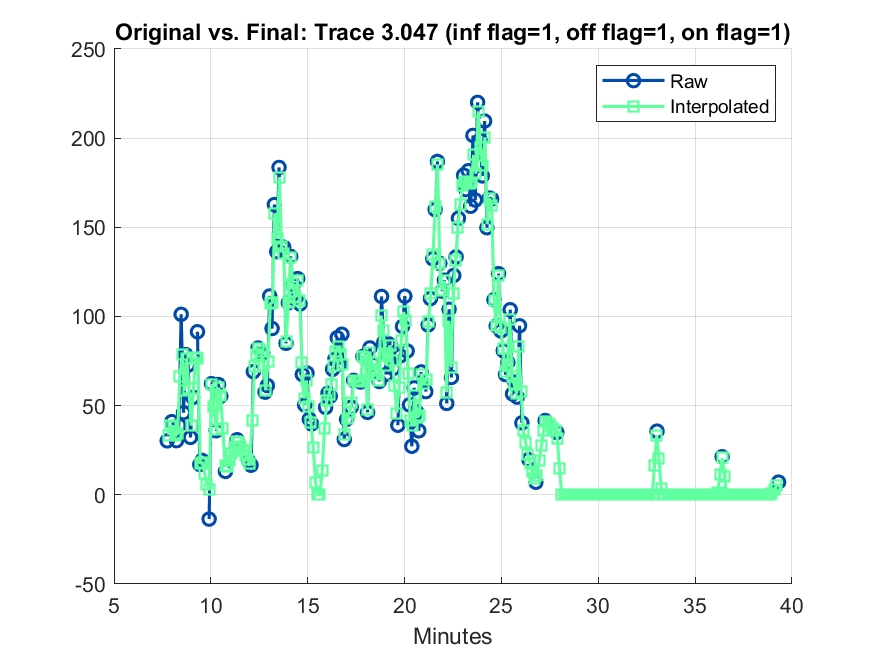 Original vs. Final: Trace 3.047 (inf flag=1, off flag=1, on flag=1)
250
200
150
100
50
0
-50
5 10 15 20 25 30 35 40
Minutes
Raw
Interpolated